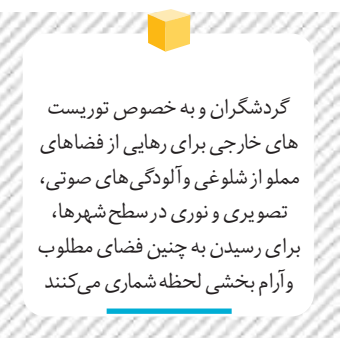 گردشگران و به خصوص توریست
های خارجی برای رهایی از فضاهای
مملو از شلوغی و آلودگی‌های صوتی،
تصویری و نوری در سطح شهرها،
برای رسیدن به چنین فضای مطلوب
و آرام بخشی لحظه شماری می‌کنند